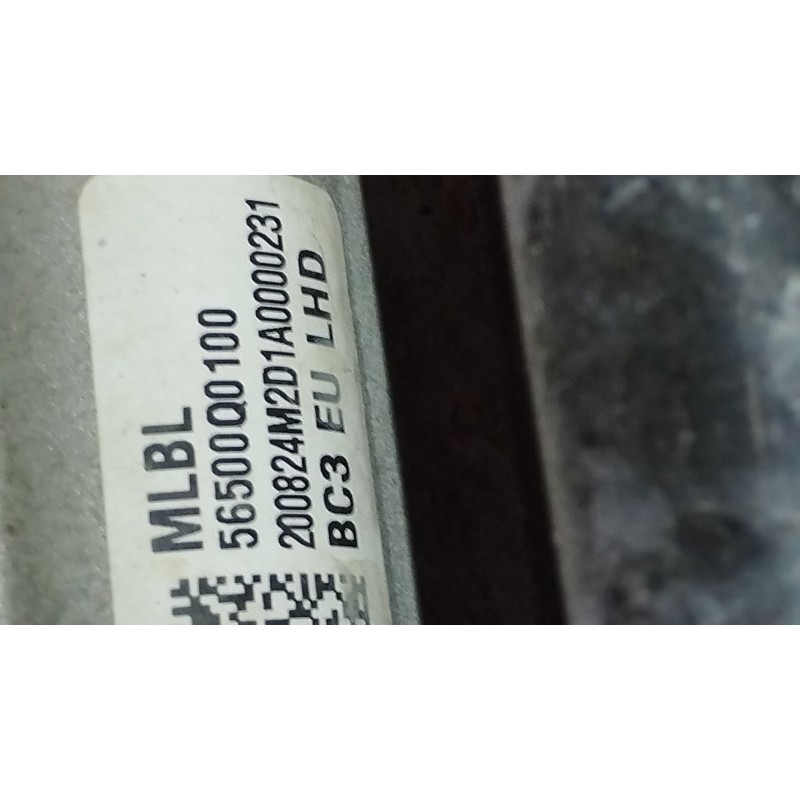 MLBL
56500Q0100
200824M2D1A0000231
BC3 EU LHD